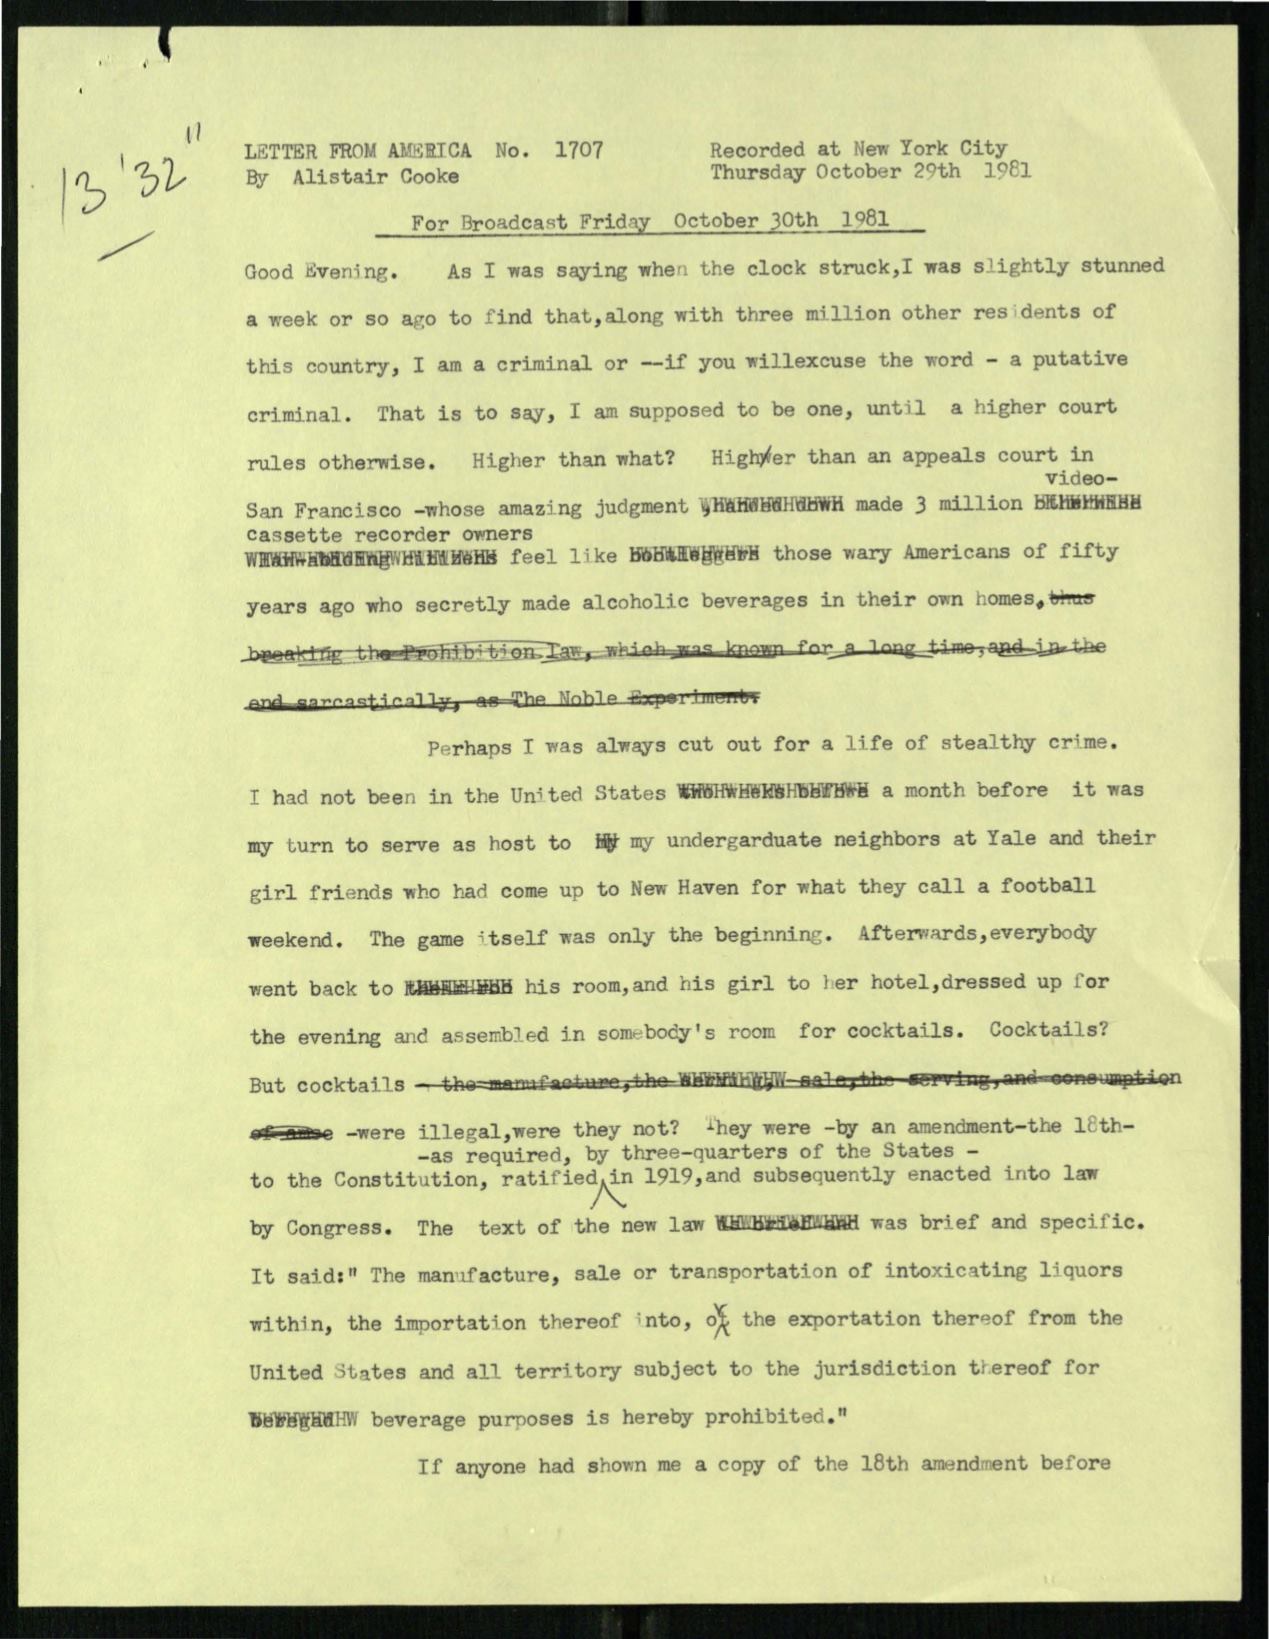 13'32"
LETTER FROM AMERICA No. 1707 Recorded at New York City
By Alistair Cooke Thursday October 29th 1981
For Broadcast Friday October 30th 1981
Good Evening. As I was saying when the clock struck,I was slightly stunned
a week or so ago to find that,along with three million other residents of
this country, I am a criminal or --if you willexcuse the word - a putative
criminal. That is to say, I am supposed to be one, until a higher court
rules otherwise. Higher than what? Higher than an appeals court in
video-
San Francisco -whose amazing judgment made 3 million
cassette recorder owners
feel like bootleggers those wary Americans of fifty
years ago who secretly made alcoholic beverages in their own homes, thus
breaking the Prohibition law, which was known for a long time,and in the
end sarcastically, as The Noble Experiment.
Perhaps I was always cut out for a life of stealthy crime.
I had not been in the United States two weeks before a month before it was
my turn to serve as host to my undergarduate neighbors at Yale and their
girl friends who had come up to New Haven for what they call a football
weekend. The game itself was only the beginning. Afterwards,everybody
went back to his room,and his girl to her hotel,dressed up for
the evening and assembled in somebody's room for cocktails. Cocktails?
But cocktails - the manufacture,the sale,the serving,and consumption
of -were illegal,were they not? They were -by an amendment-the 18th-
-as required, by three-quarters of the States -
to the Constitution, ratified in 1919,and subsequently enacted into law
by Congress. The text of the new law was brief and specific.
It said:" The manufacture, sale or transportation of intoxicating liquors
within, the importation thereof into, or the exportation thereof from the
United States and all territory subject to the jurisdiction thereof for
beverage purposes is hereby prohibited."
If anyone had shown me a copy of the 18th amendment before